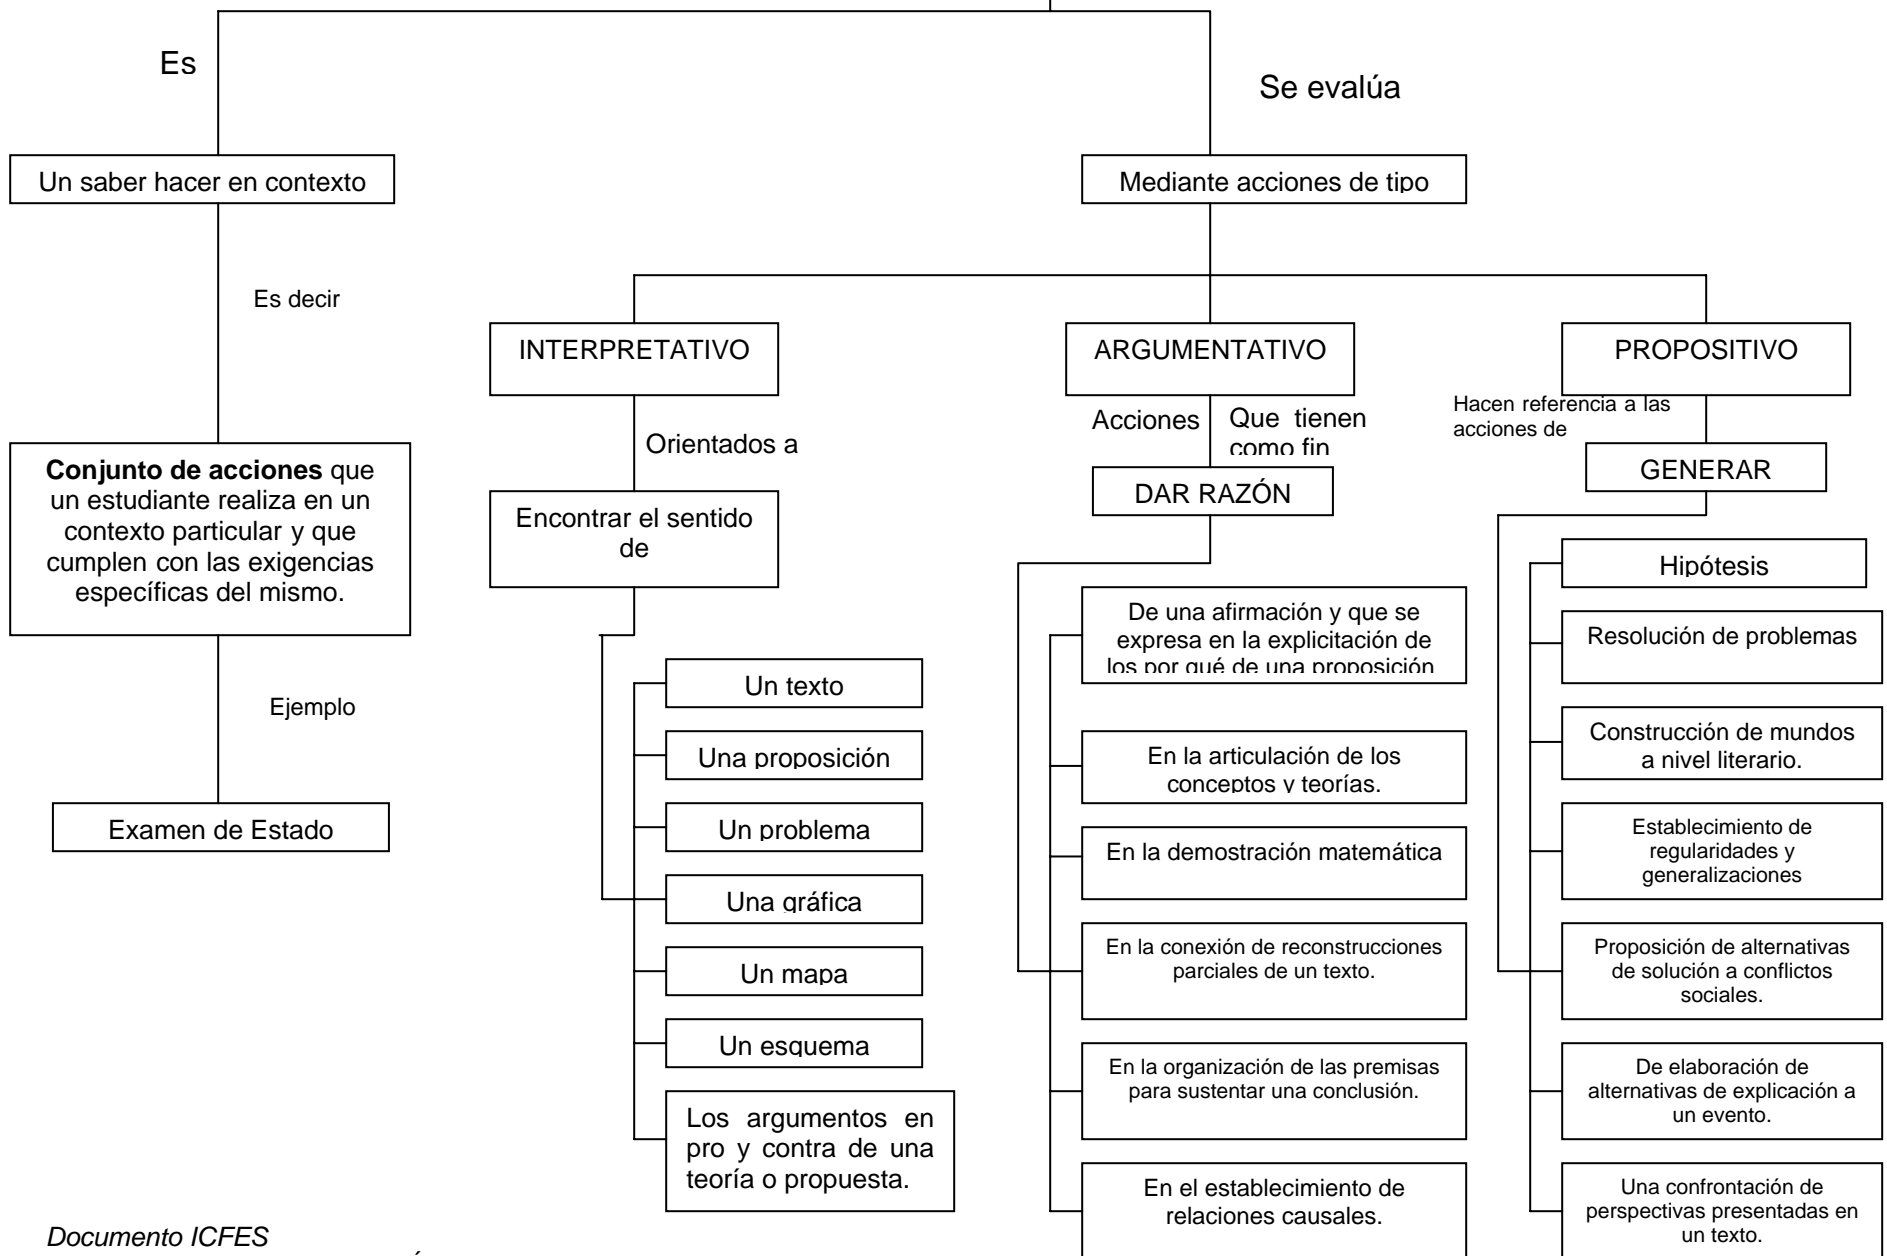 Es
Se evalúa
Un saber hacer en contexto
Mediante acciones de tipo
Es decir
INTERPRETATIVO
ARGUMENTATIVO
PROPOSITIVO
Orientados a
Acciones
Que tienen
como fin
Hacen referencia a las
acciones de
Conjunto de acciones que
un estudiante realiza en un
contexto particular y que
cumplen con las exigencias
específicas del mismo.
Encontrar el sentido
de
DAR RAZÓN
GENERAR
Ejemplo
Examen de Estado
Un texto
Una proposición
Un problema
Una gráfica
Un mapa
Un esquema
Los argumentos en
pro y contra de una
teoría o propuesta.
De una afirmación y que se
expresa en la explicitación de
los por qué de una proposición
En la articulación de los
conceptos y teorías.
En la demostración matemática
En la conexión de reconstrucciones
parciales de un texto.
En la organización de las premisas
para sustentar una conclusión.
En el establecimiento de
relaciones causales.
Hipótesis
Resolución de problemas
Construcción de mundos
a nivel literario.
Establecimiento de
regularidades y
generalizaciones
Proposición de alternativas
de solución a conflictos
sociales.
De elaboración de
alternativas de explicación a
un evento.
Una confrontación de
perspectivas presentadas en
un texto.
Documento ICFES